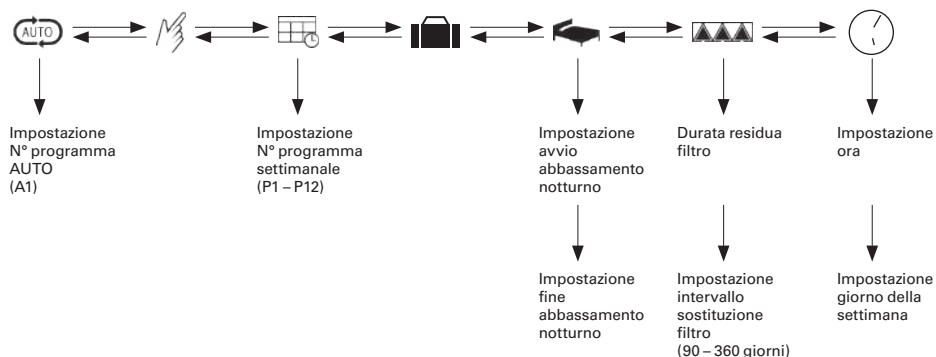 AUTO
Impostazione
N° programma
AUTO
(A1)
Impostazione
N° programma
settimanale
(P1 – P12)
Impostazione
avvio
abbassamento
notturno
Durata residua
filtro
Impostazione
ora
Impostazione
fine
abbassamento
notturno
Impostazione
intervallo
sostituzione
filtro
(90 – 360 giorni)
Impostazione
giorno della
settimana